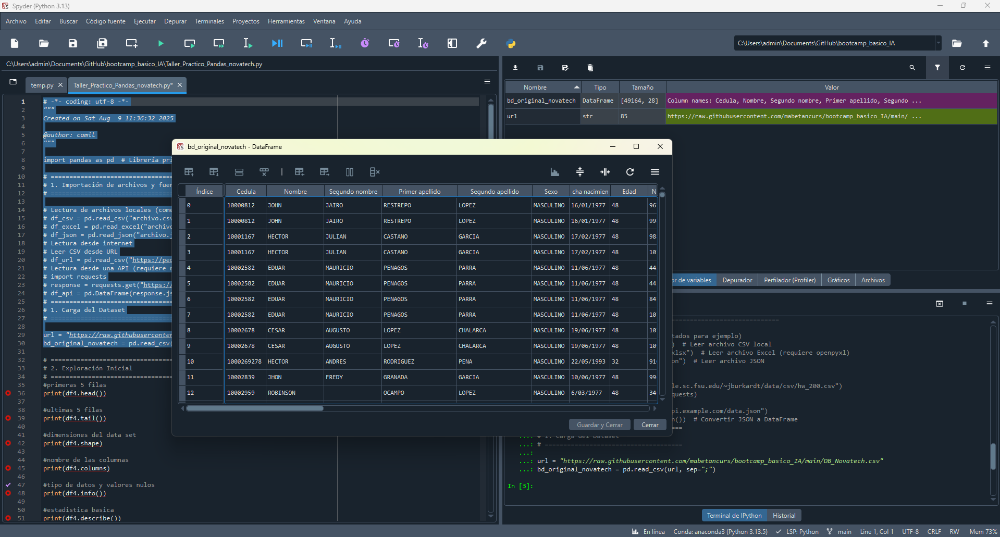 Spyder (Python 3.13)
Archivo Editar Buscar Código fuente Ejecutar Depurar Terminales Proyectos Herramientas Ventana Ayuda
C:\Users\admin\Documents\GitHub\bootcamp_basico_IA
C:\Users\admin\Documents\GitHub\bootcamp_basico_IA\Taller_Practico_Pandas_novatech.py
temp.py Taller_Practico_Pandas_novatech.py*
1 # -*- coding: utf-8 -*-
2 """
3 Created on Sat Aug  9 11:36:32 2025
4
5 @author: camil
6 """
7
8 import pandas as pd  # Librería pri
9
10 # ====================================
11 # 1. Importación de archivos y fuen
12 # ====================================
13
14 # Lectura de archivos locales (come
15 # df_csv = pd.read_csv("archivo.csv
16 # df_excel = pd.read_excel("archivo
17 # df_json = pd.read_json("archivo.j
18 # Lectura desde internet
19 # Leer CSV desde URL
20 # df_url = pd.read_csv("https://peo
21 # Lectura desde una API (requiere r
22 # import requests
23 # response = requests.get("https://
24 # df_api = pd.DataFrame(response.js
25 # ====================================
26 # 1. Carga del Dataset
27 # ====================================
28
29 url = "https://raw.githubuserconten
30 bd_original_novatech = pd.read_csv(
31
32 # ====================================
33 # 2. Exploración Inicial
34 # ====================================
35 #primeras 5 filas
36 print(df4.head())
37
38 #ultimas 5 filas
39 print(df4.tail())
40
41 #dimensiones del data set
42 print(df4.shape)
43
44 #nombre de las columnas
45 print(df4.columns)
46
47 #tipo de datos y valores nulos
48 print(df4.info())
49
50 #estadistica basica
51 print(df4.describe())
Nombre Tipo Tamaño Valor
bd_original_novatech DataFrame [49164, 28] Column names: Cedula, Nombre, Segundo nombre, Primer apellido, Segundo ...
url str 85 https://raw.githubusercontent.com/mabetancurs/bootcamp_basico_IA/main/ ...
bd_original_novatech - DataFrame
Índice Cedula Nombre Segundo nombre Primer apellido Segundo apellido Sexo cha nacimien Edad N
0 10000812 JOHN JAIRO RESTREPO LOPEZ MASCULINO 16/01/1977 48 96
1 10000812 JOHN JAIRO RESTREPO LOPEZ MASCULINO 16/01/1977 48 99
2 10001167 HECTOR JULIAN CASTANO GARCIA MASCULINO 17/02/1977 48 98
3 10001167 HECTOR JULIAN CASTANO GARCIA MASCULINO 17/02/1977 48 10
4 10002582 EDUAR MAURICIO PENAGOS PARRA MASCULINO 11/06/1977 48 44
5 10002582 EDUAR MAURICIO PENAGOS PARRA MASCULINO 11/06/1977 48 44
6 10002582 EDUAR MAURICIO PENAGOS PARRA MASCULINO 11/06/1977 48 84
7 10002582 EDUAR MAURICIO PENAGOS PARRA MASCULINO 11/06/1977 48 10
8 10002678 CESAR AUGUSTO LOPEZ CHALARCA MASCULINO 19/06/1977 48 10
9 10002678 CESAR AUGUSTO LOPEZ CHALARCA MASCULINO 19/06/1977 48 10
10 1000269278 HECTOR ANDRES RODRIGUEZ PENA MASCULINO 22/05/1993 32 91
11 10002839 JHON FREDY GRANADA GARCIA MASCULINO 10/06/1977 48 99
12 10002959 ROBINSON OCAMPO LOPEZ MASCULINO 6/03/1977 48 34
Guardar y Cerrar Cerrar
or de variables Depurador Perfilador (Profiler) Gráficos Archivos
=============================
tados para ejemplo)
)  # Leer archivo CSV local
xlsx")  # Leer archivo Excel (requiere openpyxl)
on")  # Leer archivo JSON
le.sc.fsu.edu/~jburkardt/data/csv/hw_200.csv")
quests)
pi.example.com/data.json")
n())  # Convertir JSON a DataFrame
===
...: # 1. Carga del Dataset
...: # =====================================
...:
...: url = "https://raw.githubusercontent.com/mabetancurs/bootcamp_basico_IA/main/DB_Novatech.csv"
...: bd_original_novatech = pd.read_csv(url, sep=";")
In [3]:
Terminal de IPython Historial
En línea Conda: anaconda3 (Python 3.13.5) LSP: Python main Line 1, Col 1 UTF-8 CRLF RW Mem 73%